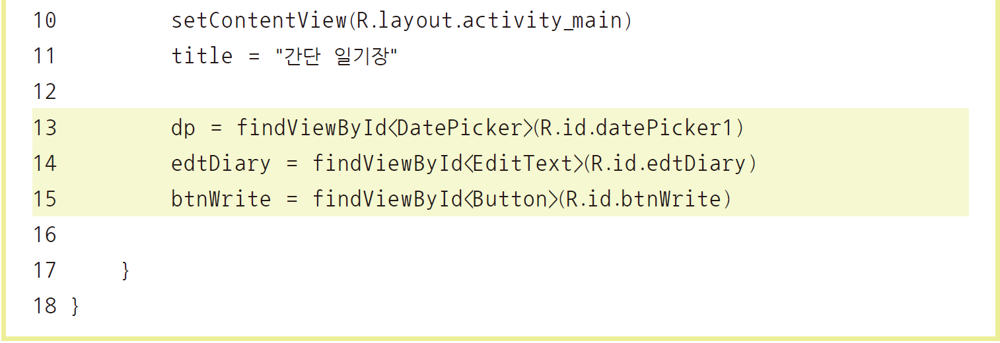 10         setContentView(R.layout.activity_main)
11         title = "간단 일기장"
12
13         dp = findViewById<DatePicker>(R.id.datePicker1)
14         edtDiary = findViewById<EditText>(R.id.edtDiary)
15         btnWrite = findViewById<Button>(R.id.btnWrite)
16
17     }
18 }